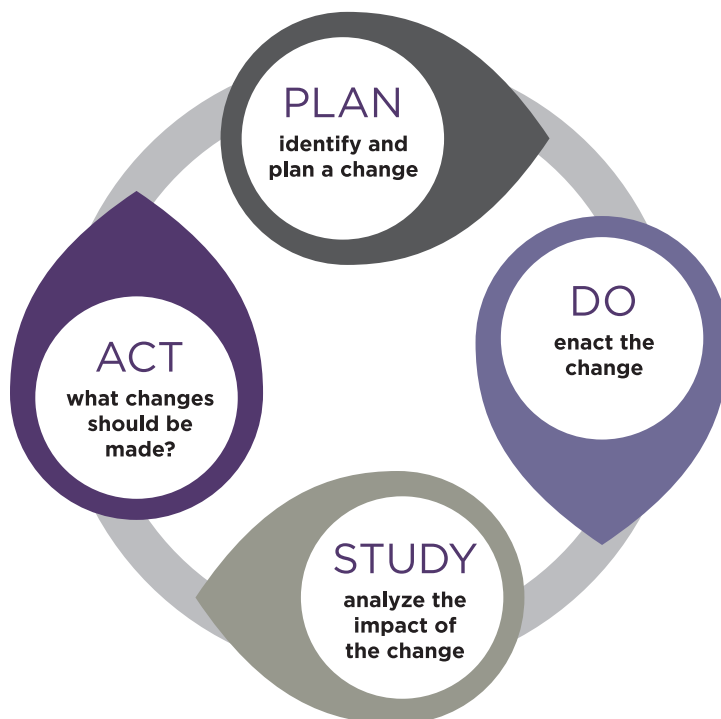 PLAN
identify and
plan a change
DO
enact the
change
STUDY
analyze the
impact of
the change
ACT
what changes
should be
made?